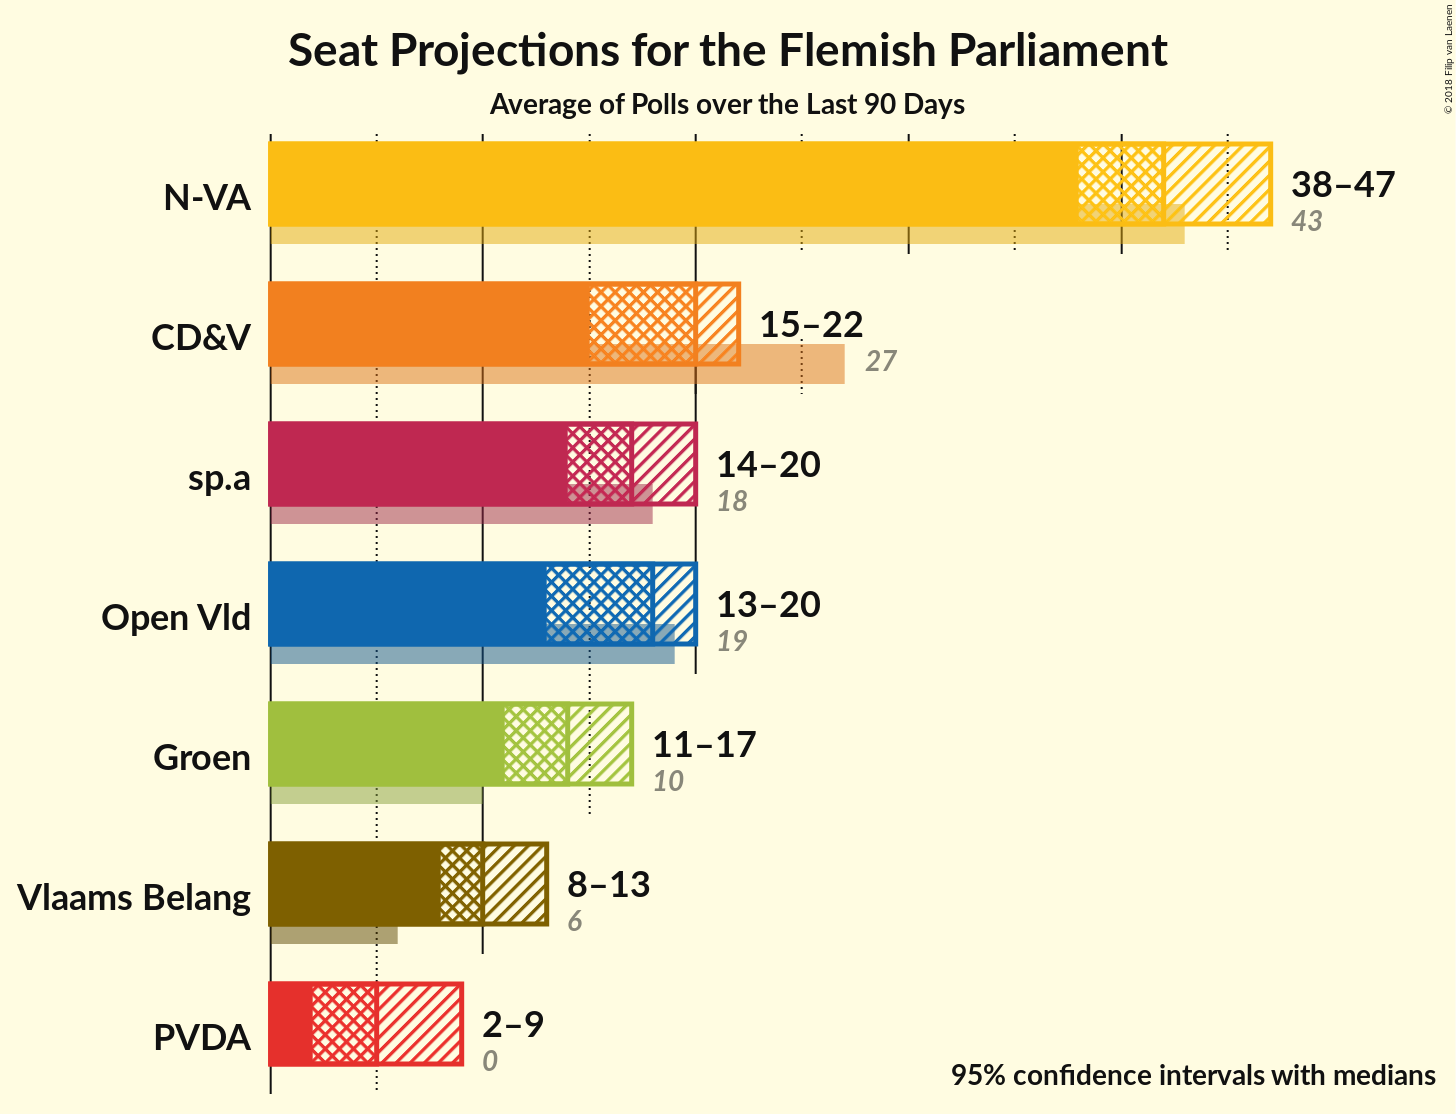 Seat Projections for the Flemish Parliament
Average of Polls over the Last 90 Days
© 2018 Filip van Laenen
N-VA
38–47
43
CD&V
15–22
27
sp.a
14–20
18
Open Vld
13–20
19
Groen
11–17
10
Vlaams Belang
8–13
6
PVDA
2–9
0
95% confidence intervals with medians